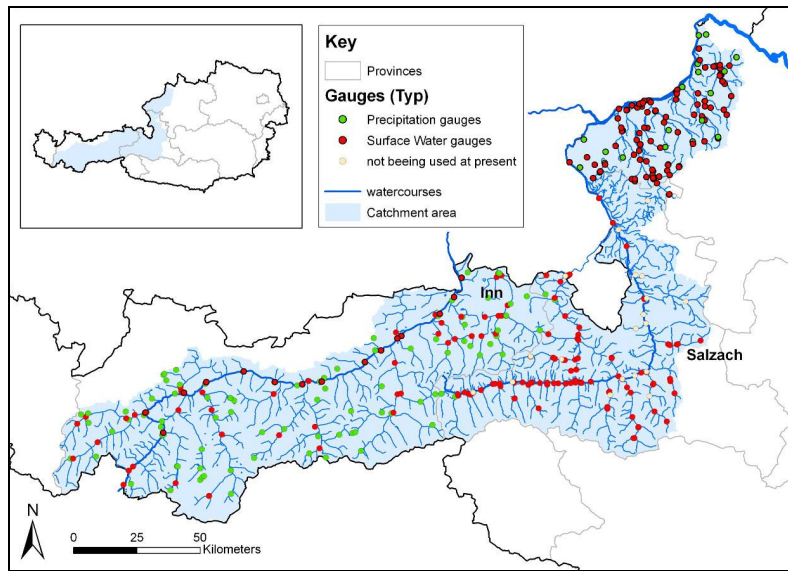 Key
Provinces
Gauges (Typ)
Precipitation gauges
Surface Water gauges
not beeing used at present
watercourses
Catchment area
Inn
Salzach
N
0 25 50
Kilometers